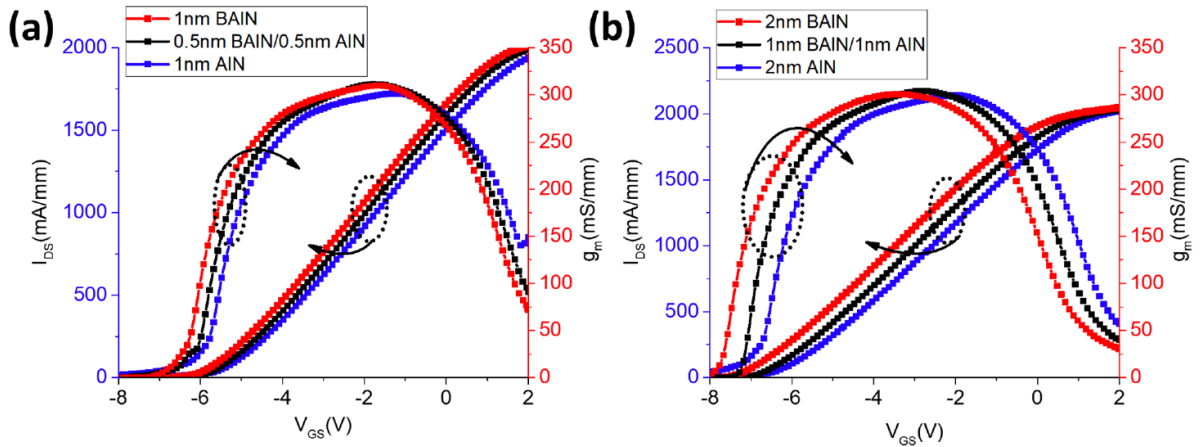 (a)
1nm BAlN
0.5nm BAlN/0.5nm AlN
1nm AlN
2000
1500
1000
500
0
I_DS(mA/mm)
350
300
250
200
150
100
50
0
g_m(mS/mm)
-8 -6 -4 -2 0 2
V_GS(V)
(b)
2nm BAlN
1nm BAlN/1nm AlN
2nm AlN
2500
2000
1500
1000
500
0
I_DS(mA/mm)
350
300
250
200
150
100
50
0
g_m(mS/mm)
-8 -6 -4 -2 0 2
V_GS(V)